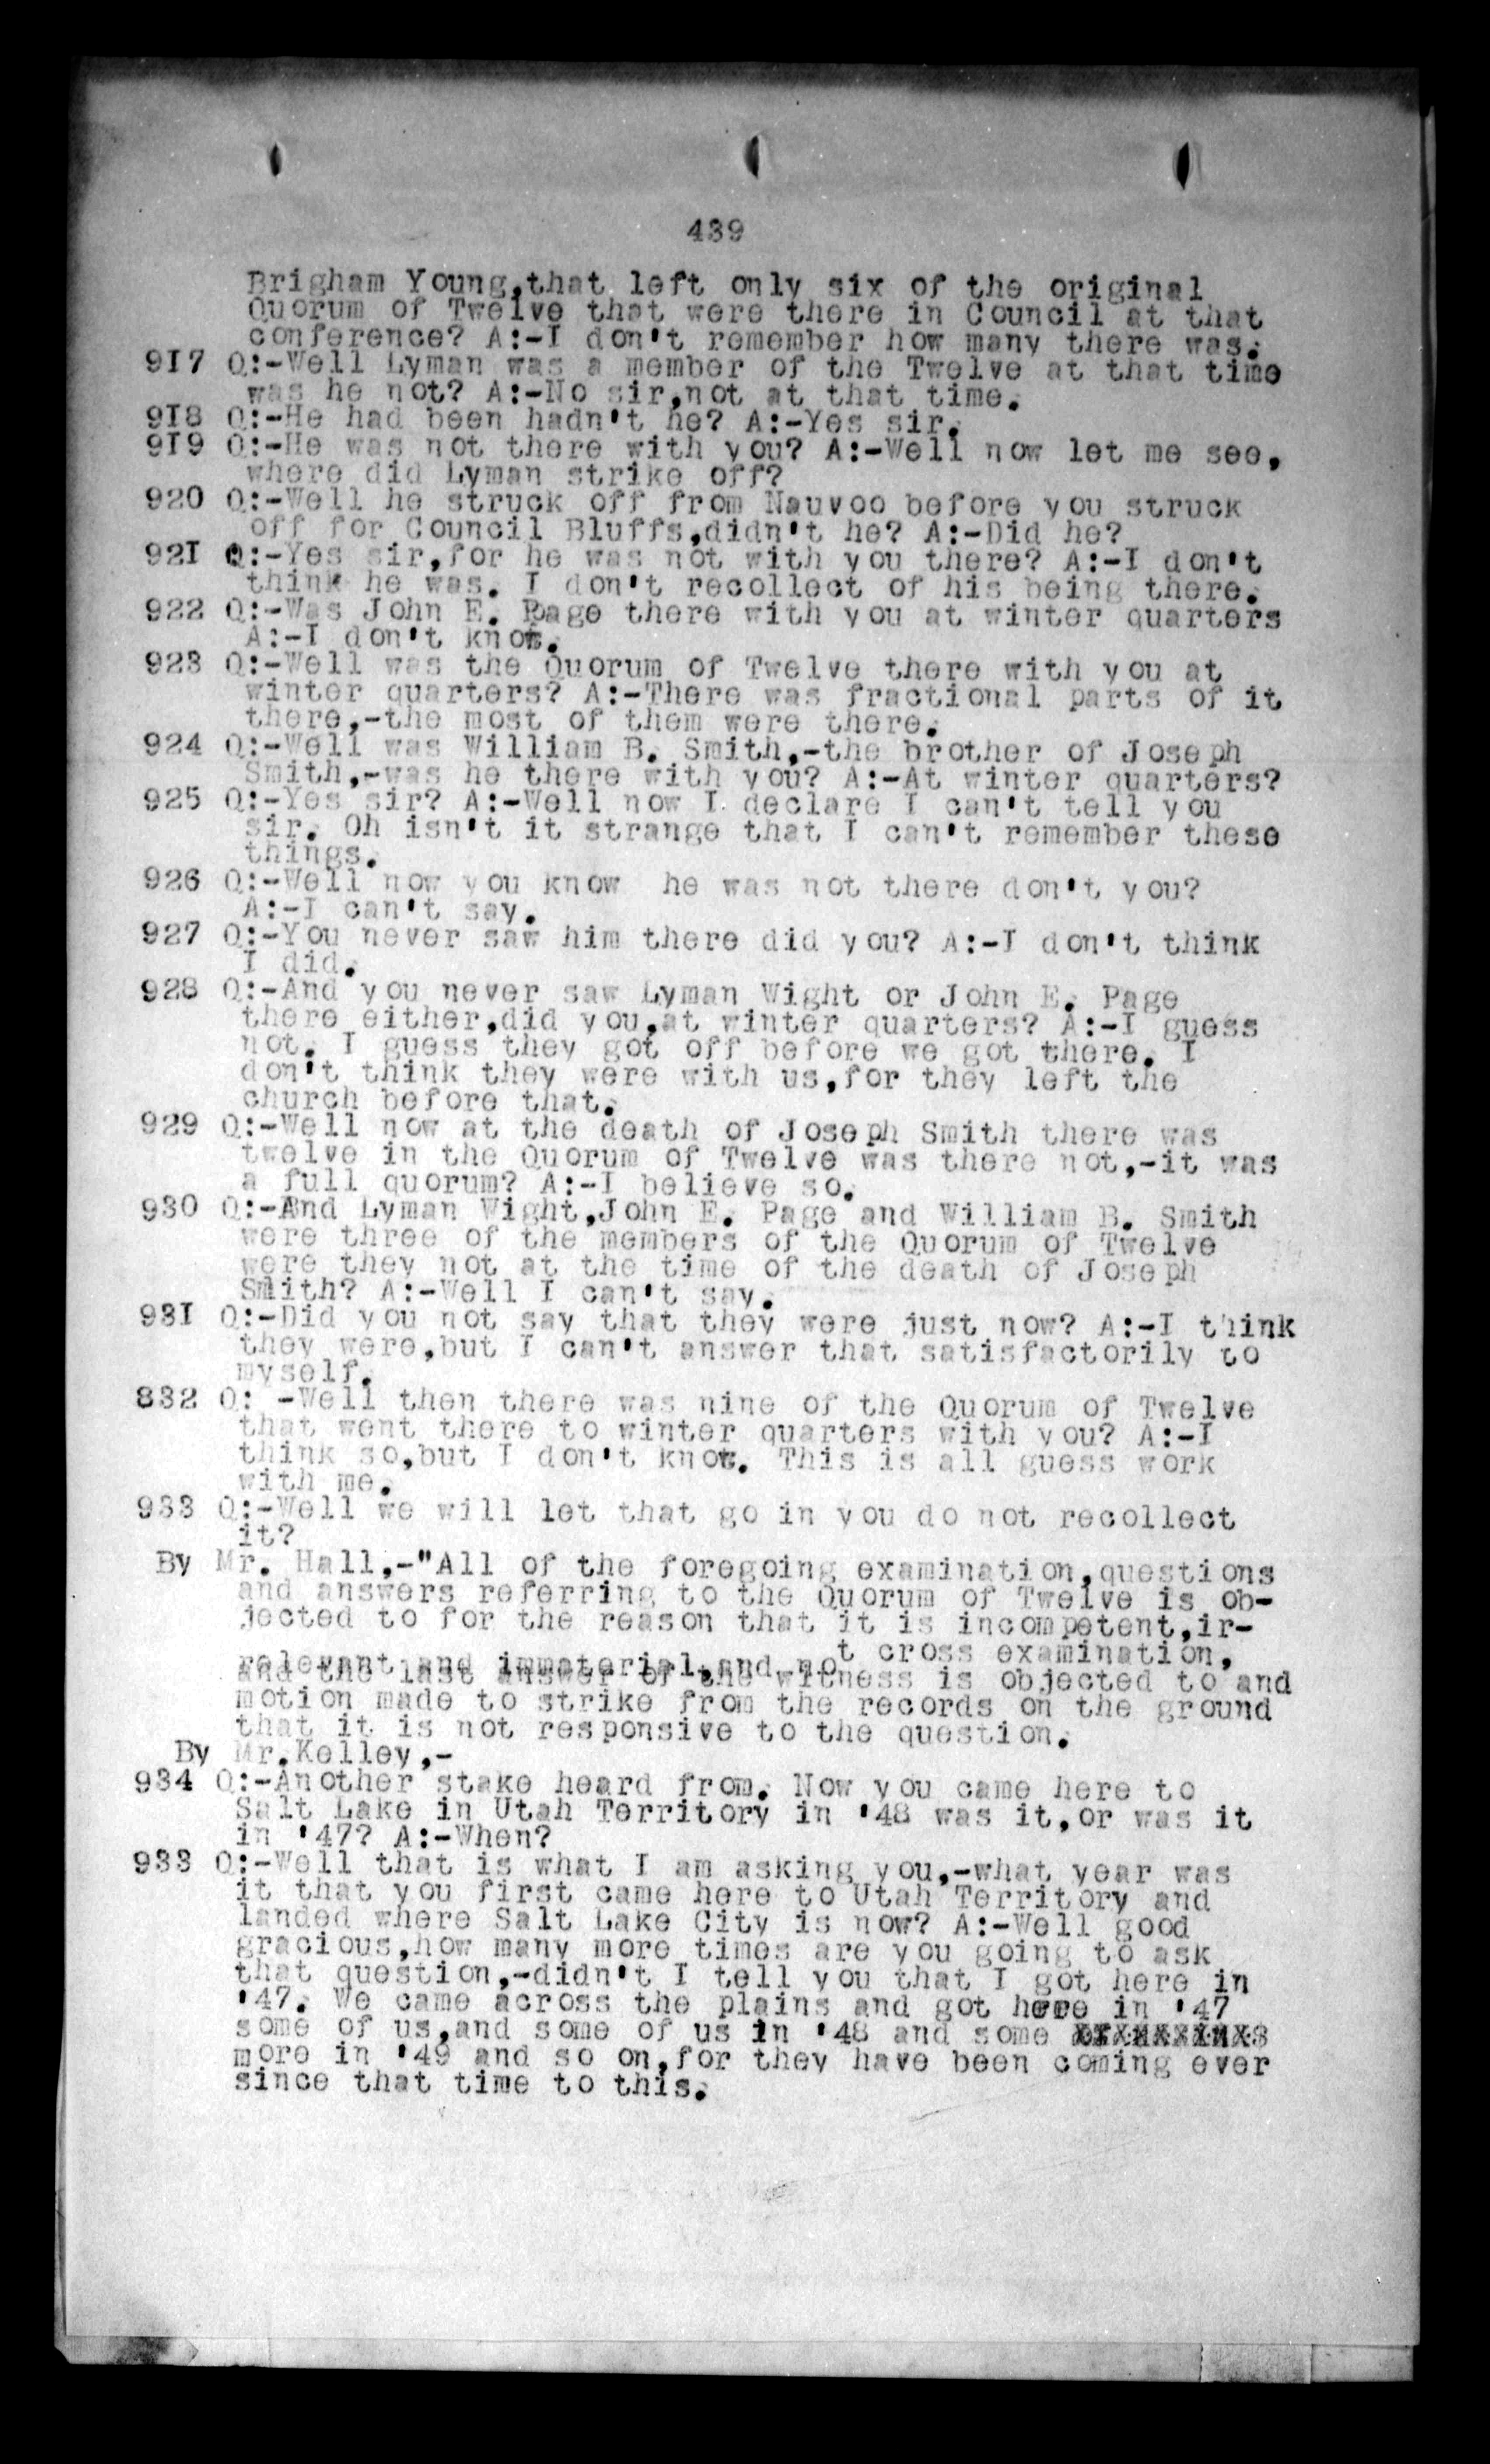 439
Brigham Young,that left only six of the original
Quorum of Twelve that were there in Council at that
conference? A:-I don't remember how many there was.
917 Q:-Well Lyman was a member of the Twelve at that time
was he not? A:-No sir,not at that time.
918 Q:-He had been hadn't he? A:-Yes sir.
919 Q:-He was not there with you? A:-Well now let me see,
where did Lyman strike off?
920 Q:-Well he struck off from Nauvoo before you struck
off for Council Bluffs,didn't he? A:-Did he?
921 Q:-Yes sir,for he was not with you there? A:-I don't
think he was. I don't recollect of his being there.
922 Q:-Was John E. Page there with you at winter quarters
A:-I don't know.
923 Q:-Well was the Quorum of Twelve there with you at
winter quarters? A:-There was fractional parts of it
there,-the most of them were there.
924 Q:-Well was William B. Smith,-the brother of Joseph
Smith,-was he there with you? A:-At winter quarters?
925 Q:-Yes sir? A:-Well now I declare I can't tell you
sir. Oh isn't it strange that I can't remember these
things.
926 Q:-Well now you know he was not there don't you?
A:-I can't say.
927 Q:-You never saw him there did you? A:-I don't think
I did.
928 Q:-And you never saw Lyman Wight or John E. Page
there either,did you,at winter quarters? A:-I guess
not. I guess they got off before we got there. I
don't think they were with us,for they left the
church before that.
929 Q:-Well now at the death of Joseph Smith there was
twelve in the Quorum of Twelve was there not,-it was
a full quorum? A:-I believe so.
930 Q:-And Lyman Wight,John E. Page and William B. Smith
were three of the members of the Quorum of Twelve
were they not at the time of the death of Joseph
Smith? A:-Well I can't say.
931 Q:-Did you not say that they were just now? A:-I think
they were,but I can't answer that satisfactorily to
myself.
832 Q: -Well then there was nine of the Quorum of Twelve
that went there to winter quarters with you? A:-I
think so,but I don't know. This is all guess work
with me.
933 Q:-Well we will let that go in you do not recollect
it?
By Mr. Hall,-"All of the foregoing examination,questions
and answers referring to the Quorum of Twelve is ob-
jected to for the reason that it is incompetent,ir-
relevant and immaterial,and not cross examination,
and the last answer of the witness is objected to and
motion made to strike from the records on the ground
that it is not responsive to the question.
By Mr.Kelley,-
934 Q:-Another stake heard from. Now you came here to
Salt Lake in Utah Territory in '48 was it,or was it
in '47? A:-When?
933 Q:-Well that is what I am asking you,-what year was
it that you first came here to Utah Territory and
landed where Salt Lake City is now? A:-Well good
gracious,how many more times are you going to ask
that question,-didn't I tell you that I got here in
'47. We came across the plains and got here in '47
some of us,and some of us in '48 and some
more in '49 and so on,for they have been coming ever
since that time to this.